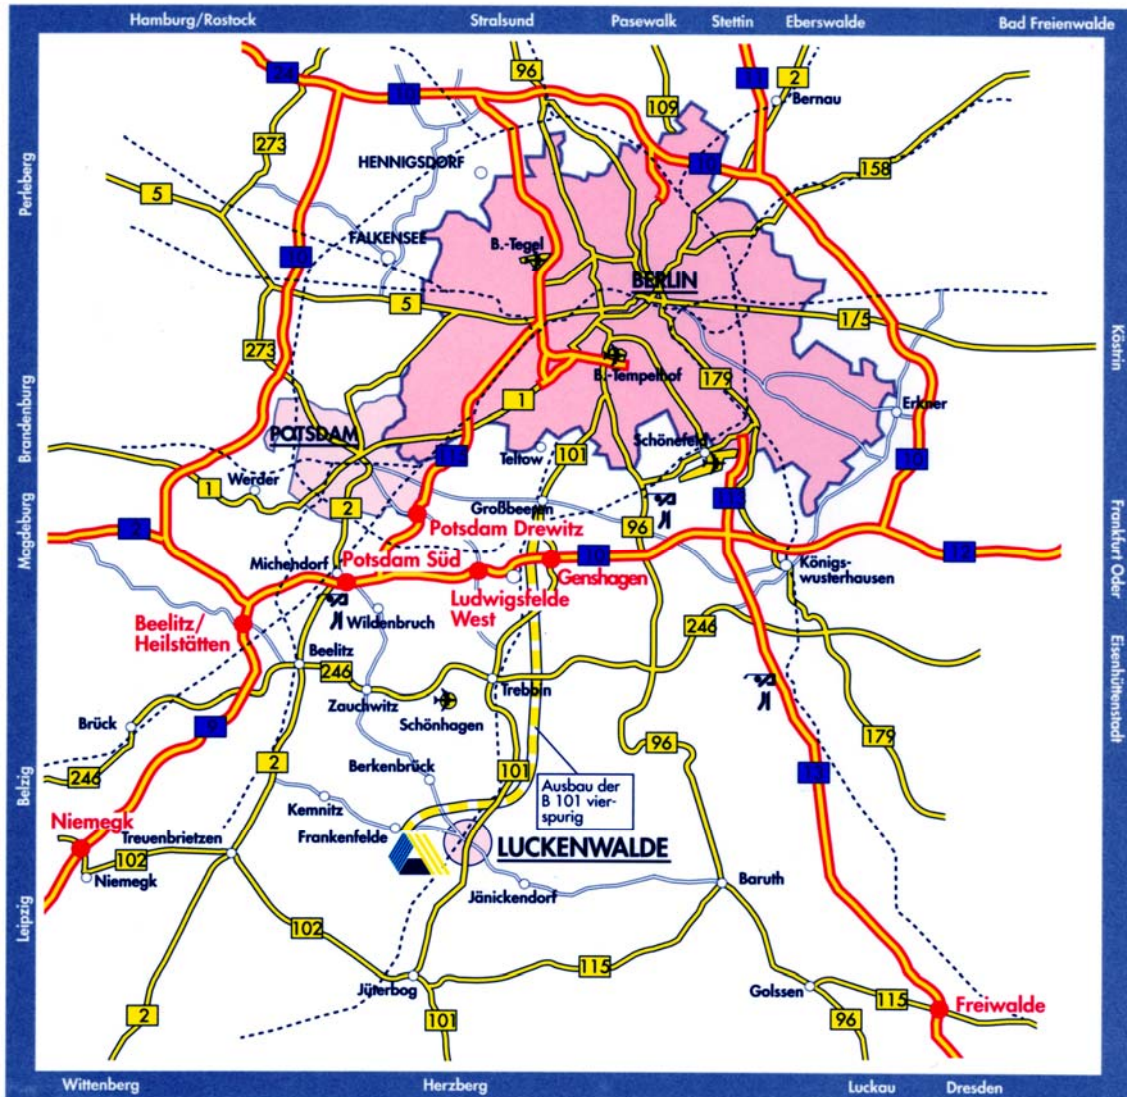 Hamburg/Rostock
Stralsund
Pasewalk
Stettin
Eberswalde
Bad Freienwalde
24
10
96
109
31
2
Bernau
273
HENNIGSDORF
10
158
Perleberg
5
FALKENSEE
B.-Tegel
10
BERLIN
5
1/5
Köstrin
273
B.-Tempelhof
179
Brandenburg
1
Erkner
POTSDAM
115
Teltow
101
Schönefeld
10
Werder
1
2
Großbeeren
Magdeburg
2
Potsdam Drewitz
96
12
Frankfurt Oder
Michendorf
Potsdam Süd
10
Genshagen
Königs-
wusterhausen
Ludwigsfelde
West
Beelitz/
Heilstätten
Wildenbruch
246
Eisenhüttenstadt
Beelitz
246
Zauchwitz
Trebbin
Schönhagen
Brück
9
179
96
246
2
101
13
Belzig
Berkenbrück
Ausbau der
B 101 vier-
spurig
Kemnitz
Niemegk
Treuenbrietzen
Frankenfelde
LUCKENWALDE
102
Niemegk
Baruth
Jänickendorf
Leipzig
102
115
Jüterbog
Golssen
115
Freiwalde
2
101
96
Wittenberg
Herzberg
Luckau
Dresden